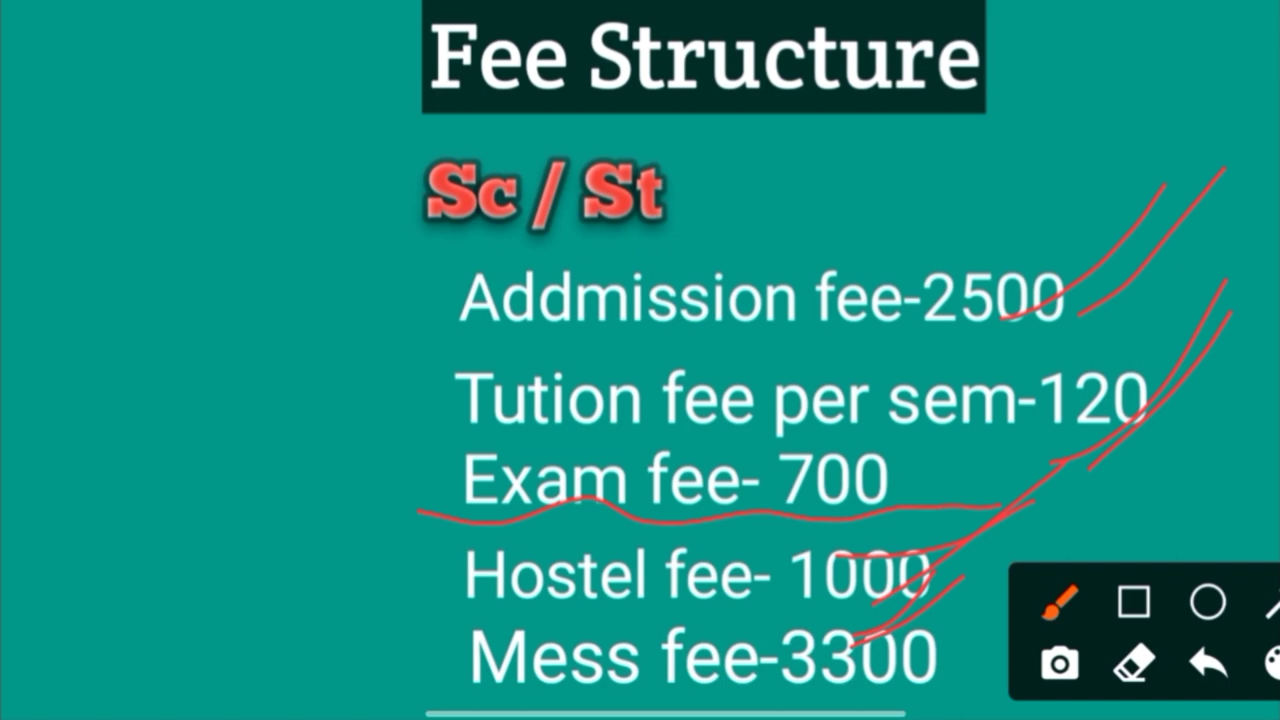 Fee Structure
Sc / St
Addmission fee-2500
Tution fee per sem-120
Exam fee- 700
Hostel fee- 1000
Mess fee-3300